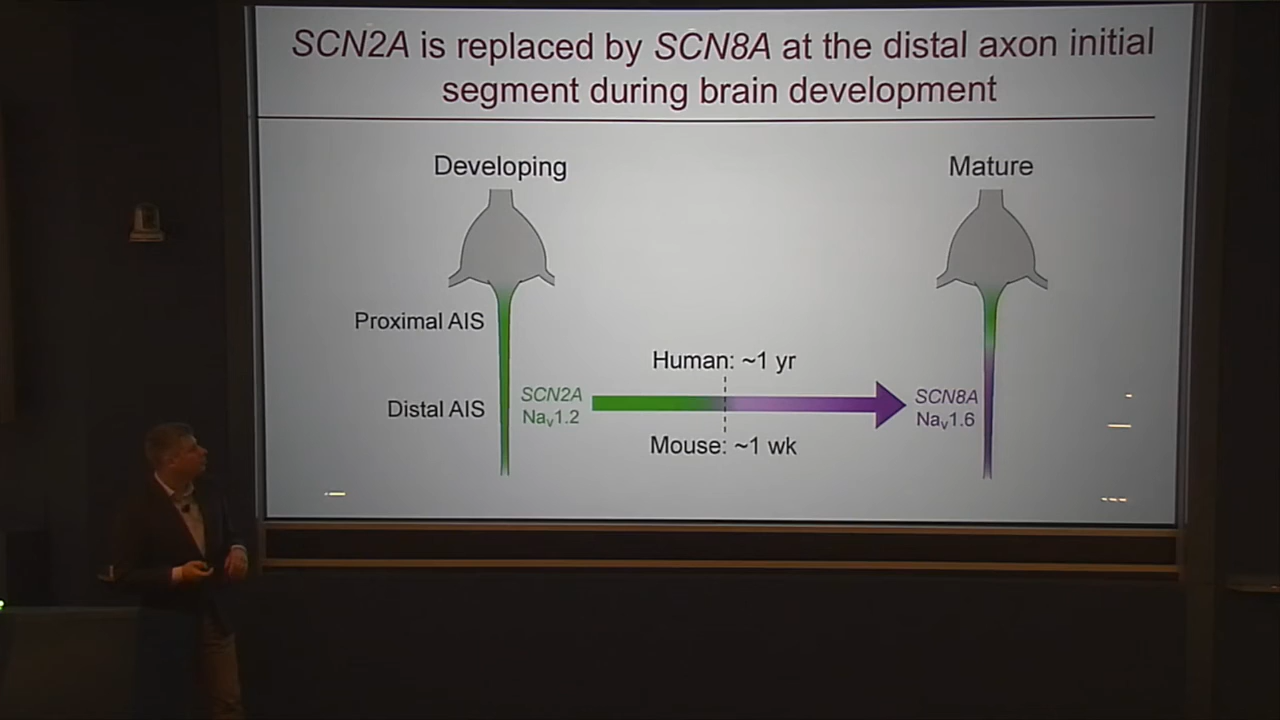 SCN2A is replaced by SCN8A at the distal axon initial
segment during brain development
Developing
Mature
Proximal AIS
Human: ~1 yr
Distal AIS
SCN2A
Nav1.2
SCN8A
Nav1.6
Mouse: ~1 wk